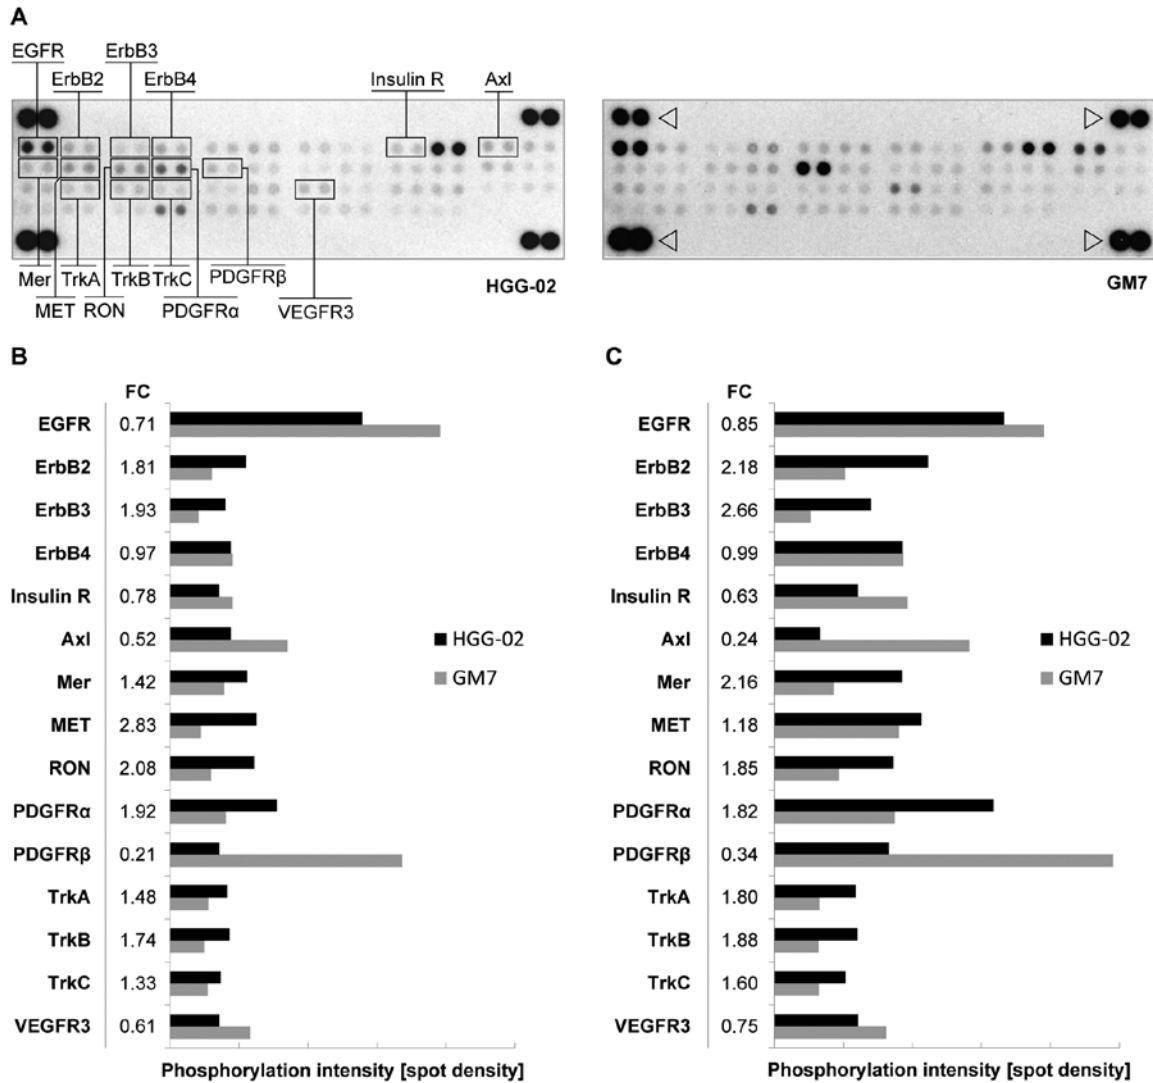 A
EGFR ErbB3
ErbB2 ErbB4 Insulin R Axl
Mer TrkA TrkB TrkC PDGFRβ HGG-02 GM7
MET RON PDGFRα VEGFR3
B
FC
EGFR 0.71
ErbB2 1.81
ErbB3 1.93
ErbB4 0.97
Insulin R 0.78
Axl 0.52
Mer 1.42
MET 2.83
RON 2.08
PDGFRα 1.92
PDGFRβ 0.21
TrkA 1.48
TrkB 1.74
TrkC 1.33
VEGFR3 0.61
HGG-02
GM7
Phosphorylation intensity [spot density]
C
FC
EGFR 0.85
ErbB2 2.18
ErbB3 2.66
ErbB4 0.99
Insulin R 0.63
Axl 0.24
Mer 2.16
MET 1.18
RON 1.85
PDGFRα 1.82
PDGFRβ 0.34
TrkA 1.80
TrkB 1.88
TrkC 1.60
VEGFR3 0.75
HGG-02
GM7
Phosphorylation intensity [spot density]